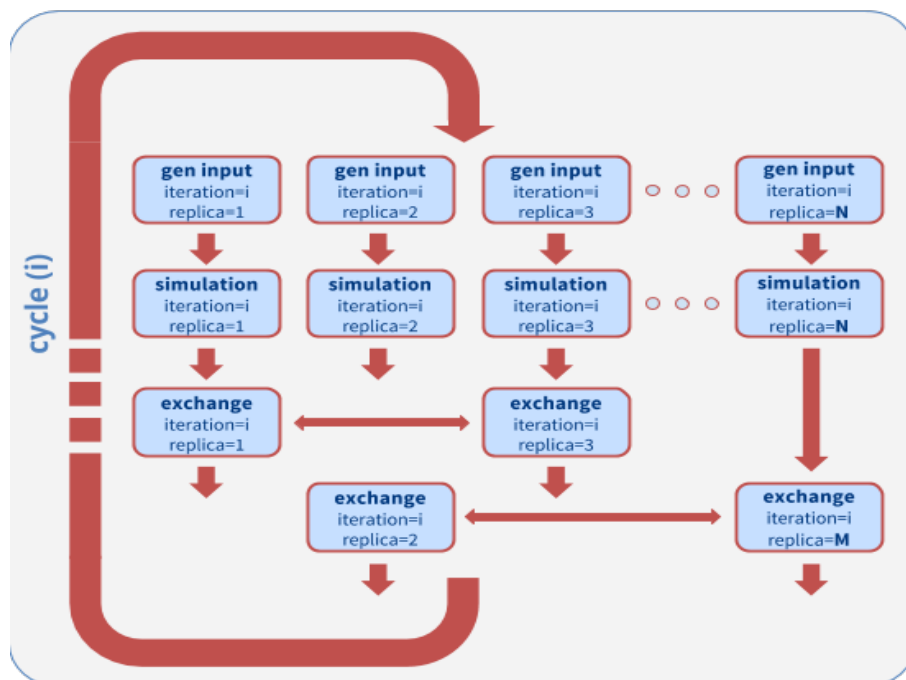 cycle (i)
gen input
iteration=i
replica=1
gen input
iteration=i
replica=2
gen input
iteration=i
replica=3
gen input
iteration=i
replica=N
simulation
iteration=i
replica=1
simulation
iteration=i
replica=2
simulation
iteration=i
replica=3
simulation
iteration=i
replica=N
exchange
iteration=i
replica=1
exchange
iteration=i
replica=3
exchange
iteration=i
replica=2
exchange
iteration=i
replica=M